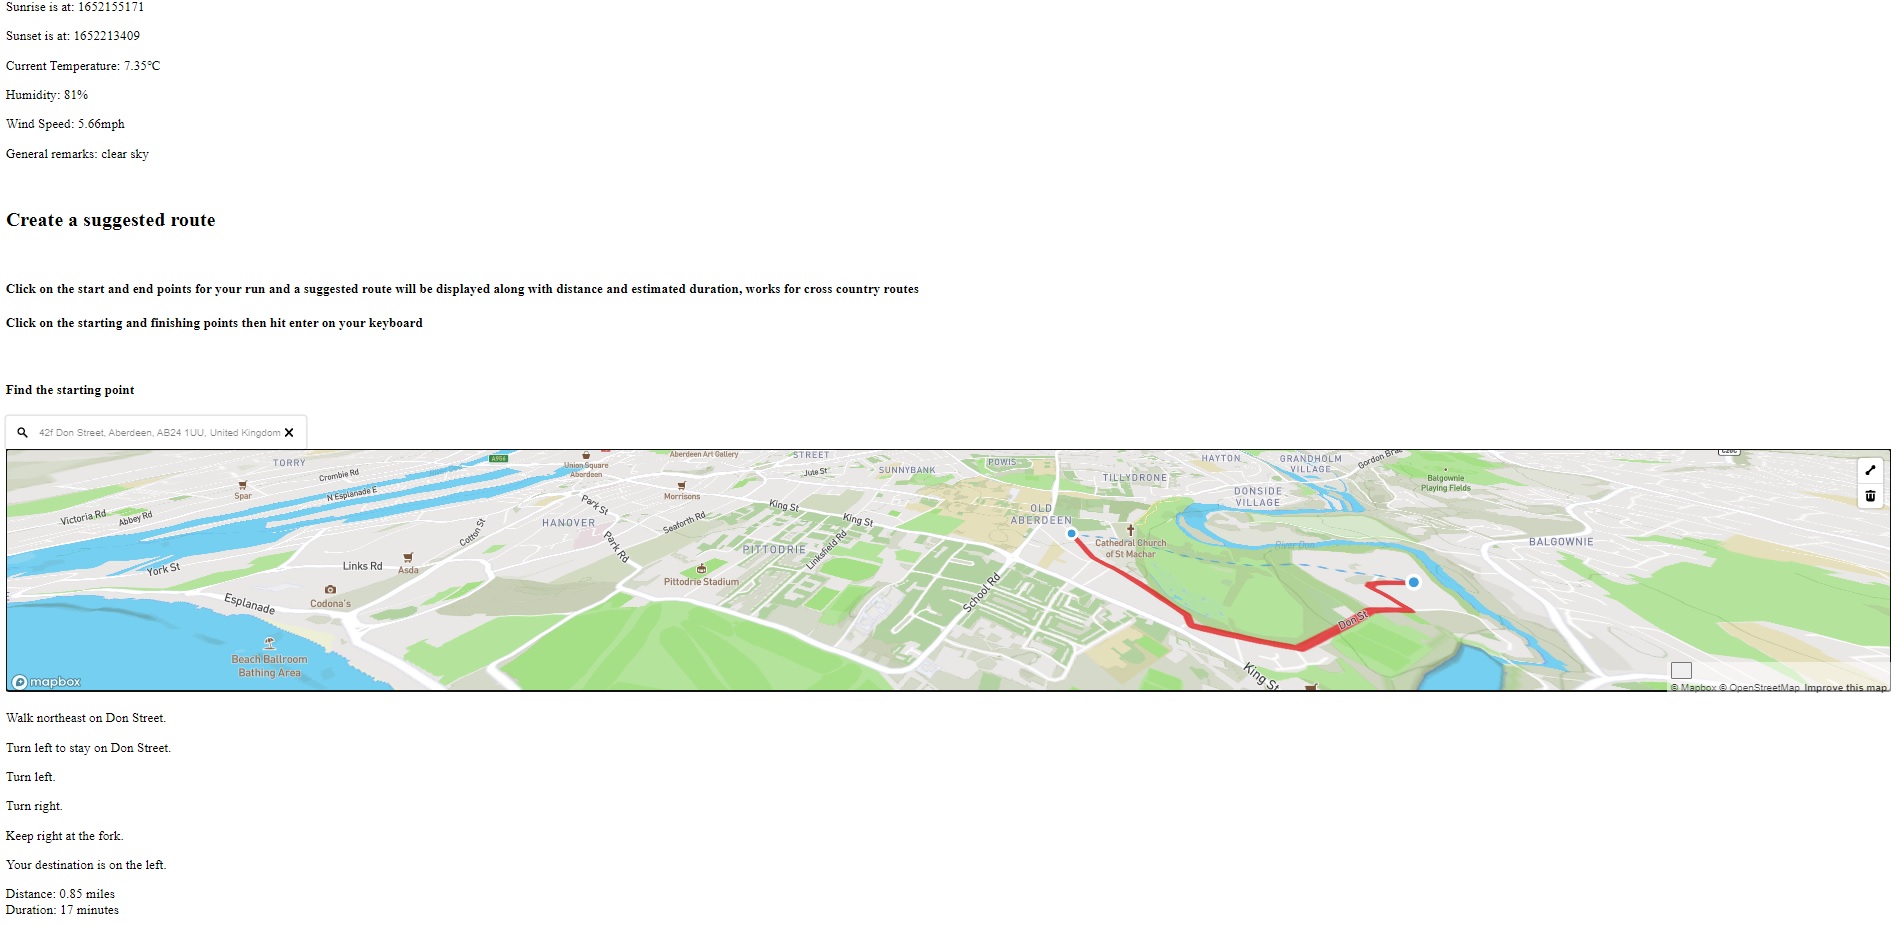 Sunrise is at: 1652155171
Sunset is at: 1652213409
Current Temperature: 7.35°C
Humidity: 81%
Wind Speed: 5.66mph
General remarks: clear sky
Create a suggested route
Click on the start and end points for your run and a suggested route will be displayed along with distance and estimated duration, works for cross country routes
Click on the starting and finishing points then hit enter on your keyboard
Find the starting point
42f Don Street, Aberdeen, AB24 1UU, United Kingdom
TORRY
Crombie Rd
A956
Union Square
Aberdeen
Aberdeen Art Gallery
STREET
Jute St
SUNNYBANK
POWIS
TILLYDRONE
HAYTON
GRANDHOLM
VILLAGE
Balgownie
Playing Fields
Spar
N Esplanade E
Morrisons
Park St
King St
King St
DONSIDE
VILLAGE
Victoria Rd
Abbey Rd
Cotton St
HANOVER
Seaforth Rd
OLD
ABERDEEN
Cathedral Church
of St Machar
River Don
BALGOWNIE
York St
Links Rd
Asda
Park Rd
PITTODRIE
Linksfield Rd
Pittodrie Stadium
School Rd
Esplanade
Codona's
Don St
Beach Ballroom
Bathing Area
King St
mapbox
© Mapbox © OpenStreetMap Improve this map
Walk northeast on Don Street.
Turn left to stay on Don Street.
Turn left.
Turn right.
Keep right at the fork.
Your destination is on the left.
Distance: 0.85 miles
Duration: 17 minutes